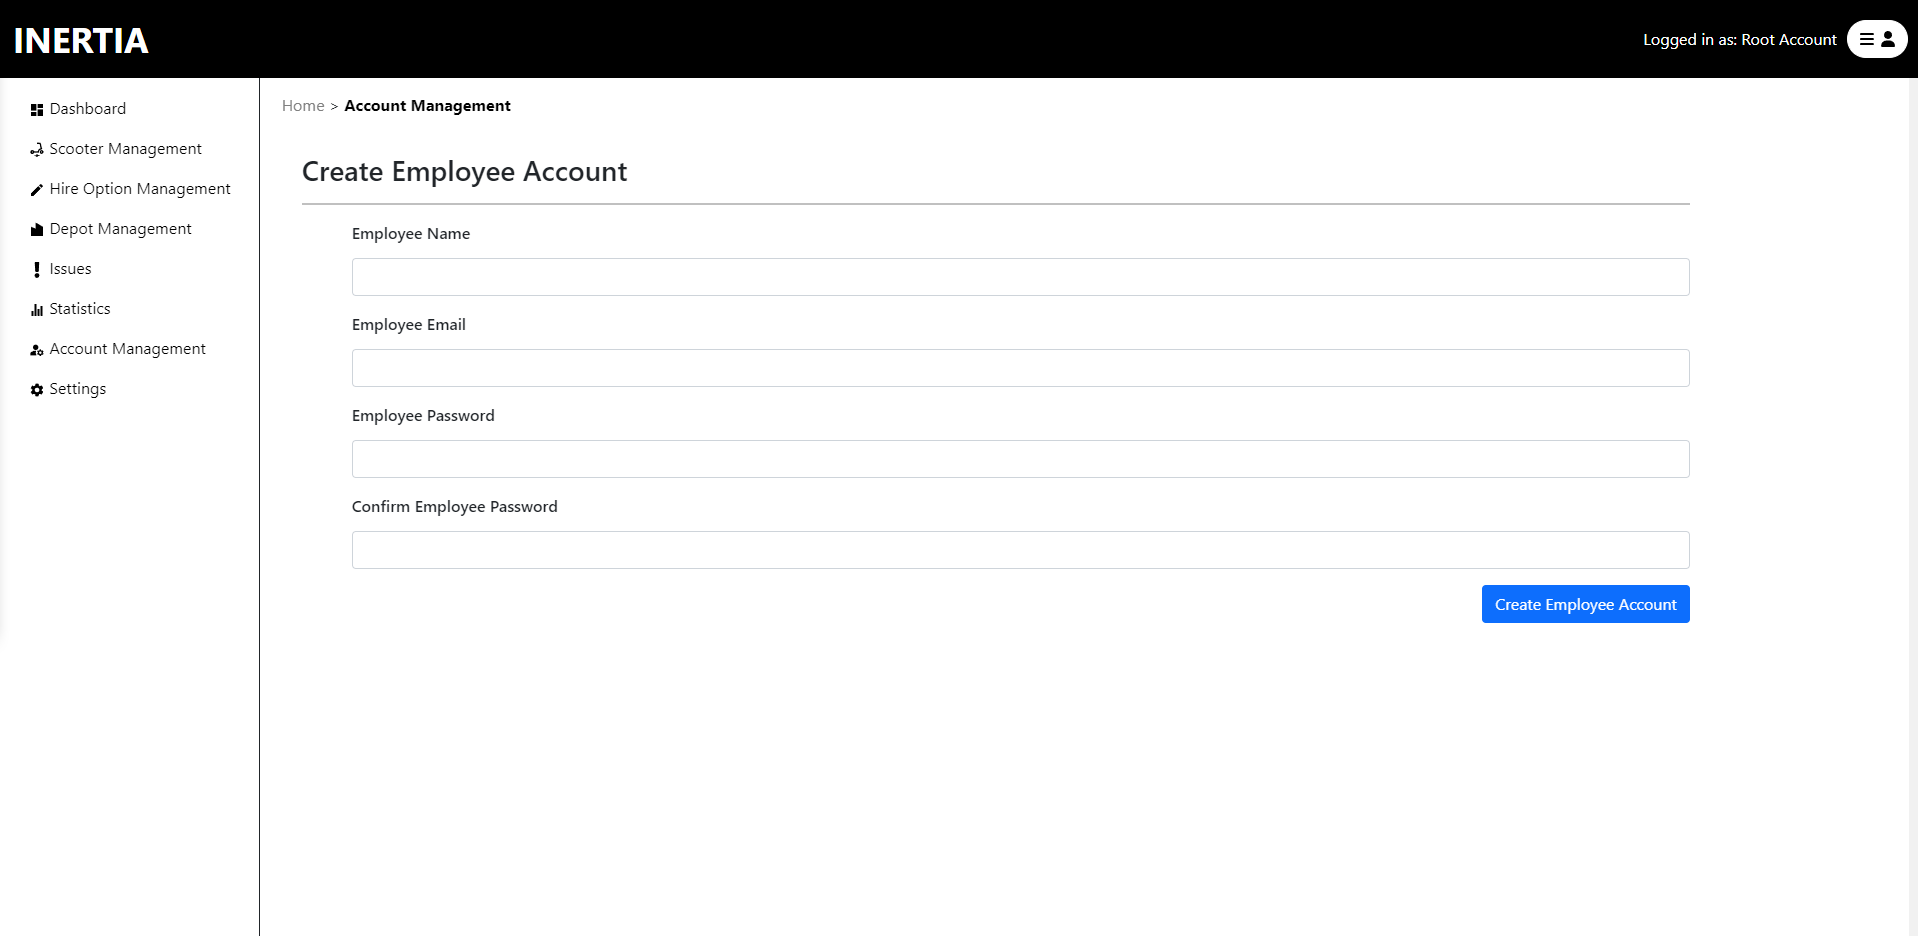 INERTIA
Logged in as: Root Account
Dashboard
Scooter Management
Hire Option Management
Depot Management
Issues
Statistics
Account Management
Settings
Home > Account Management
Create Employee Account
Employee Name
Employee Email
Employee Password
Confirm Employee Password
Create Employee Account